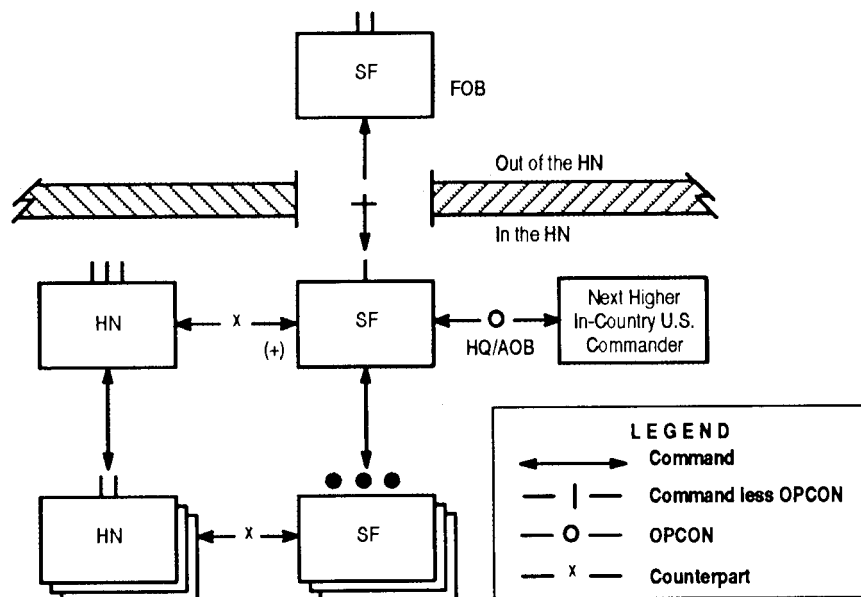 SF
FOB
Out of the HN
In the HN
HN
x
(+)
SF
HQ/AOB
Next Higher
In-Country U.S.
Commander
HN
x
SF
LEGEND
Command
Command less OPCON
OPCON
x
Counterpart